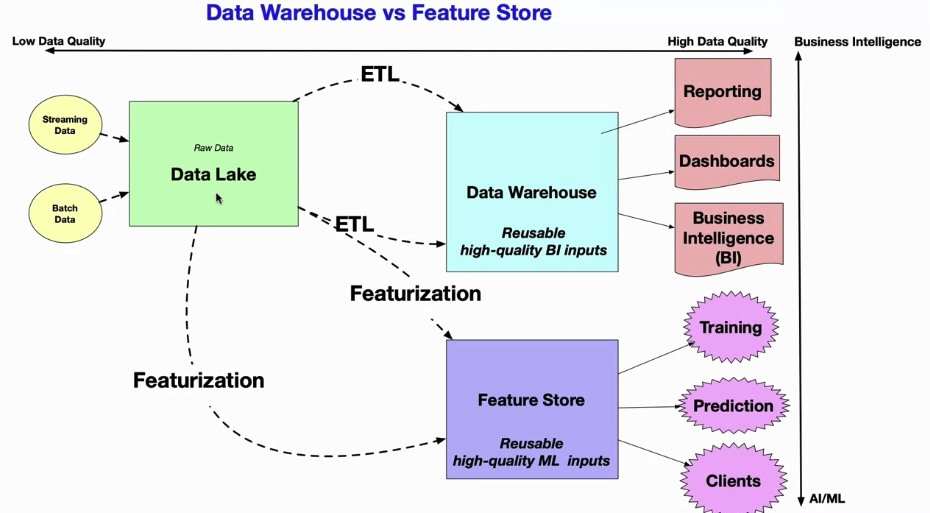 Data Warehouse vs Feature Store
Low Data Quality
High Data Quality
Business Intelligence
ETL
Reporting
Streaming
Data
Raw Data
Data Lake
Dashboards
Data Warehouse
Batch
Data
ETL
Reusable
high-quality BI inputs
Business
Intelligence
(BI)
Featurization
Training
Featurization
Feature Store
Prediction
Reusable
high-quality ML inputs
Clients
AI/ML